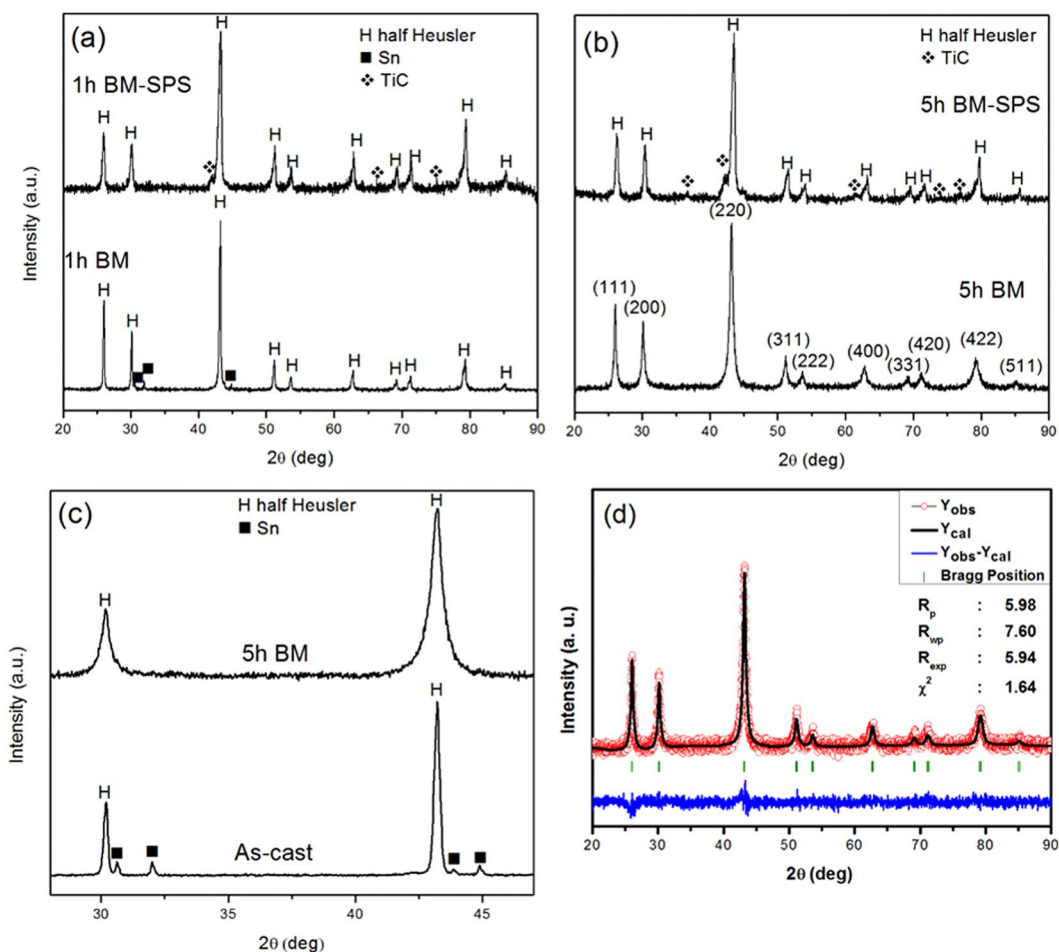 (a)
H
H half Heusler
■ Sn
❖ TiC
1h BM-SPS
H
H
❖
H
H
H
❖
H
H
❖
H
H
1h BM
H
H
H
■
■
■
H
H
H
H
H
H
H
20 30 40 50 60 70 80 90
2θ (deg)
Intensity (a.u.)
(b)
H
H half Heusler
❖ TiC
5h BM-SPS
H
H
❖
❖
H
H
❖
H
H
H
❖
❖
H
H
5h BM
(111)
(200)
(220)
(311)
(222)
(400)
(331)
(420)
(422)
(511)
20 30 40 50 60 70 80 90
2θ (deg)
Intensity (a.u.)
(c)
H half Heusler
■ Sn
H
H
5h BM
H
H
■
■
■
■
As-cast
30 35 40 45
2θ (deg)
Intensity (a.u.)
(d)
Yobs
Ycal
Yobs-Ycal
Bragg Position
Rp : 5.98
Rwp : 7.60
Rexp : 5.94
χ2 : 1.64
20 30 40 50 60 70 80 90
2θ (deg)
Intensity (a. u.)